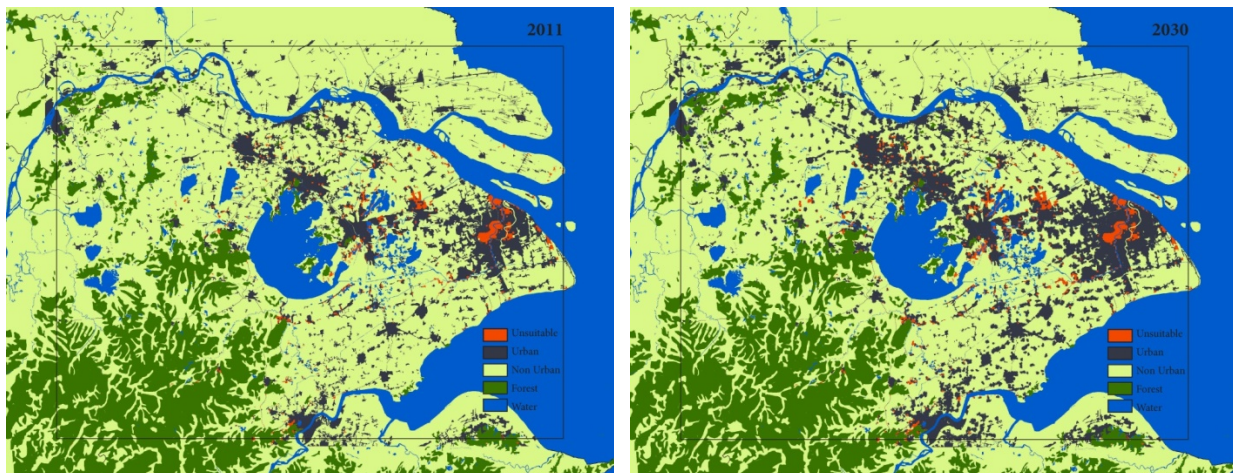 2011
Unsuitable
Urban
Non Urban
Forest
Water
2030
Unsuitable
Urban
Non Urban
Forest
Water